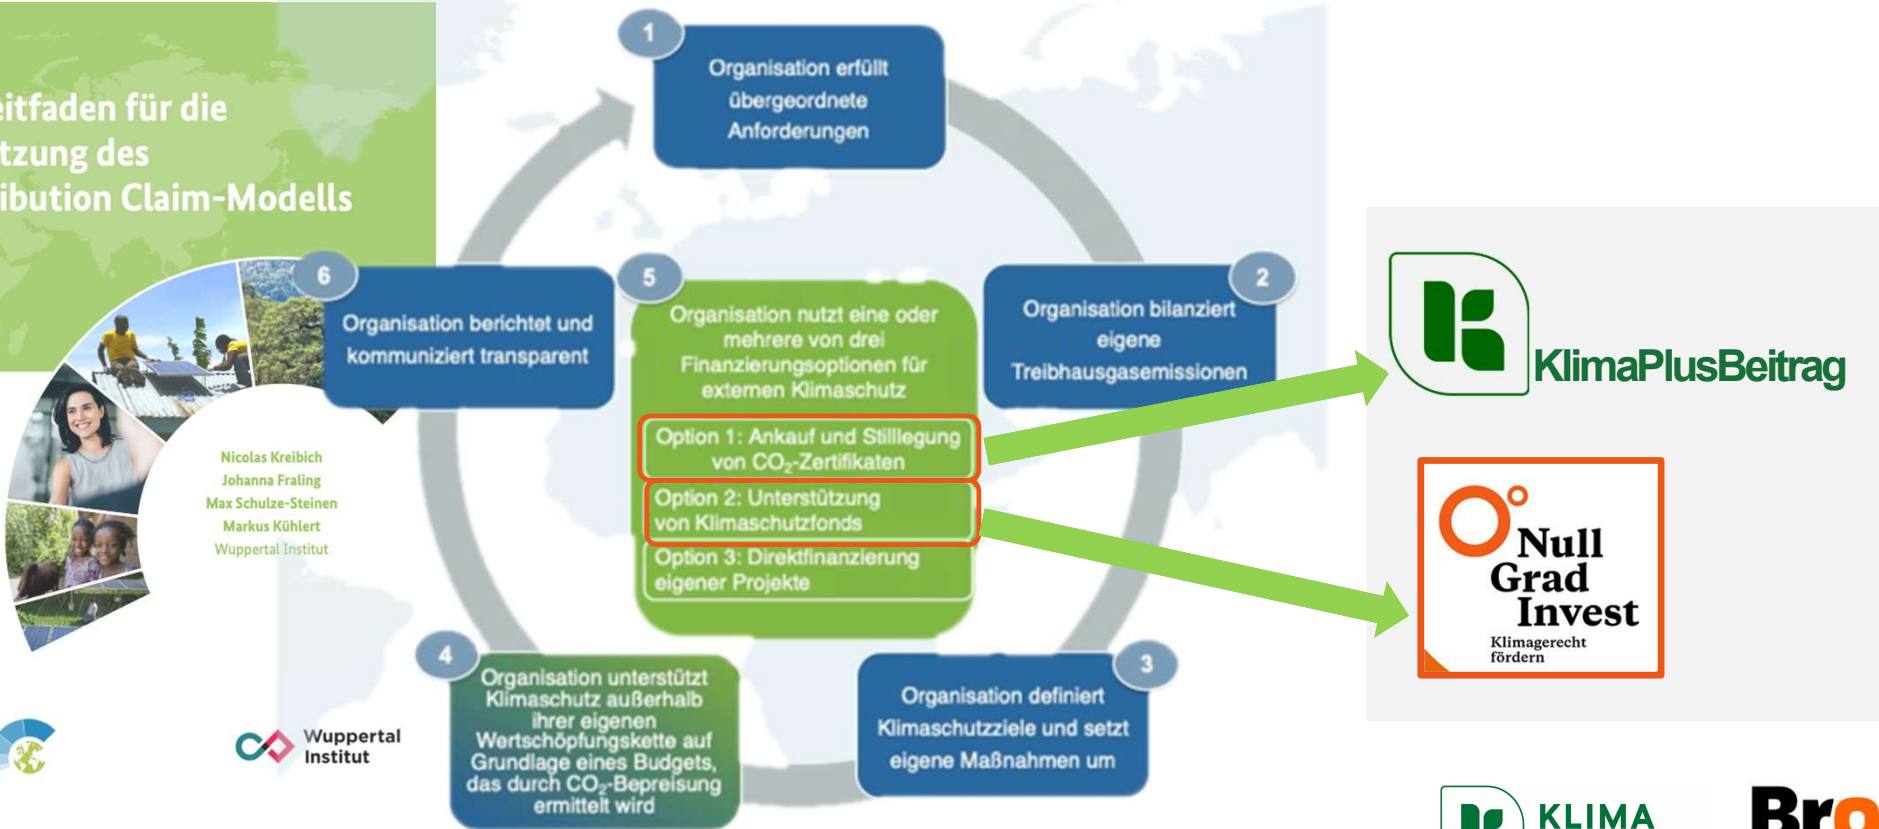 eitfaden für die
tzung des
ibution Claim-Modells
Nicolas Kreibich
Johanna Fraling
Max Schulze-Steinen
Markus Kühlert
Wuppertal Institut
Wuppertal
Institut
1
Organisation erfüllt
übergeordnete
Anforderungen
2
Organisation bilanziert
eigene
Treibhausgasemissionen
3
Organisation definiert
Klimaschutzziele und setzt
eigene Maßnahmen um
4
Organisation unterstützt
Klimaschutz außerhalb
ihrer eigenen
Wertschöpfungskette auf
Grundlage eines Budgets,
das durch CO₂-Bepreisung
ermittelt wird
5
Organisation nutzt eine oder
mehrere von drei
Finanzierungsoptionen für
externen Klimaschutz
Option 1: Ankauf und Stilllegung
von CO₂-Zertifikaten
Option 2: Unterstützung
von Klimaschutzfonds
Option 3: Direktfinanzierung
eigener Projekte
6
Organisation berichtet und
kommuniziert transparent
KlimaPlusBeitrag
Null
Grad
Invest
Klimagerecht
fördern
KLIMA
Bro